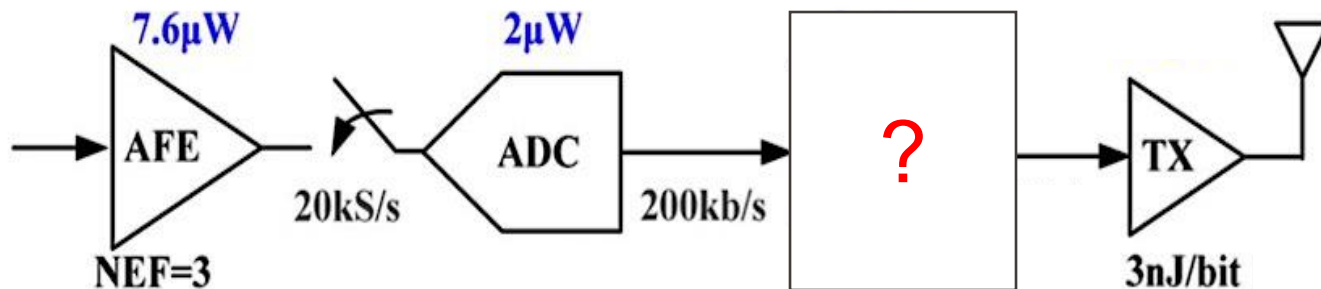 7.6μW
2μW
AFE
ADC
?
TX
20kS/s
200kb/s
NEF=3
3nJ/bit